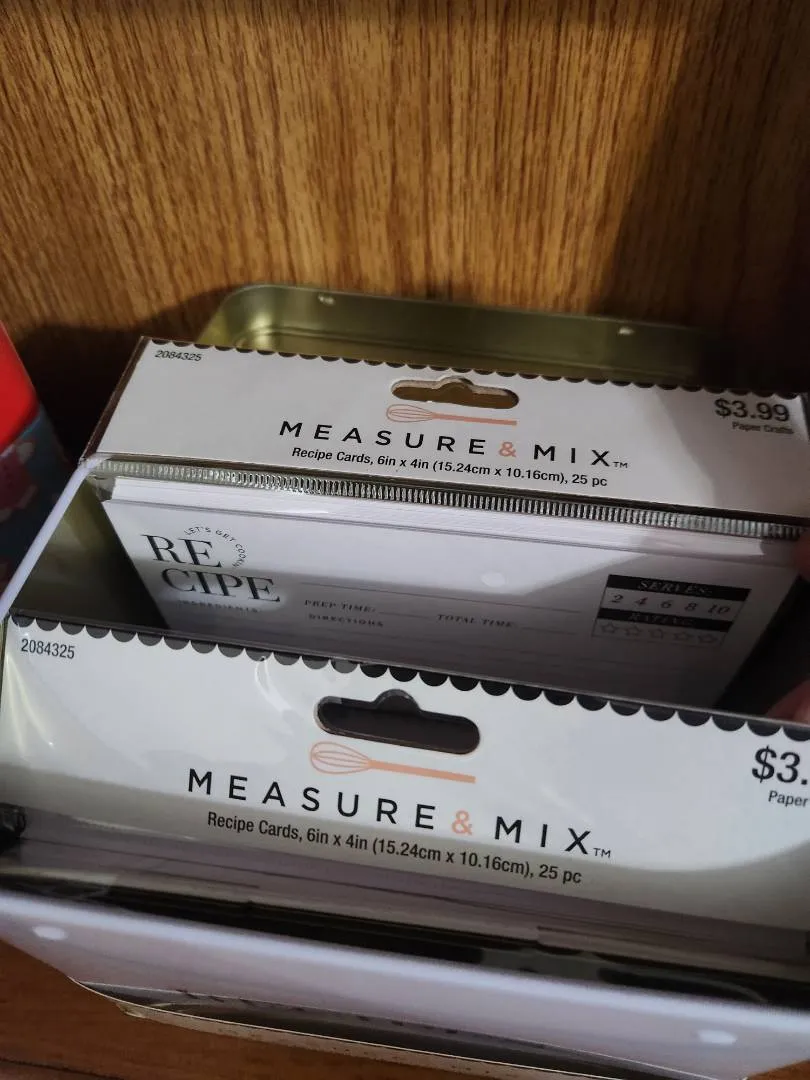 2084325
$3.99
Paper Crafts
MEASURE & MIX™
Recipe Cards, 6in x 4in (15.24cm x 10.16cm), 25 pc
LET'S GET
RE
CIPE
INGREDIENTS:
PREP TIME:
TOTAL TIME:
DIRECTIONS
SERVES:
2 4 6 8 10
RATING:
2084325
$3.
Paper
MEASURE & MIX™
Recipe Cards, 6in x 4in (15.24cm x 10.16cm), 25 pc